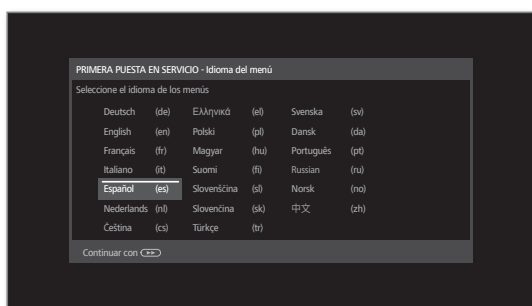 PRIMERA PUESTA EN SERVICIO - Idioma del menú
Seleccione el idioma de los menús
Deutsch (de) Ελληνικά (el) Svenska (sv)
English (en) Polski (pl) Dansk (da)
Français (fr) Magyar (hu) Português (pt)
Italiano (it) Suomi (fi) Russian (ru)
Español (es) Slovenščina (sl) Norsk (no)
Nederlands (nl) Slovenčina (sk) 中文 (zh)
Čeština (cs) Türkçe (tr)
Continuar con